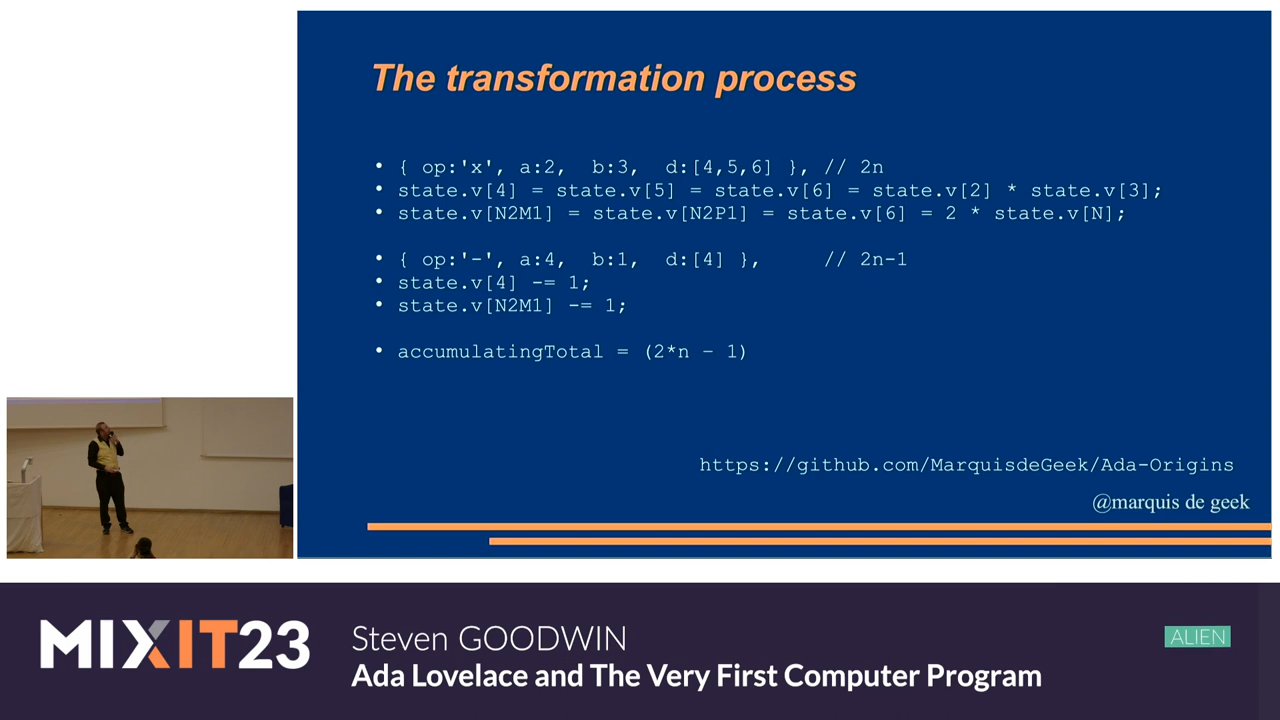 The transformation process
• { op:'x', a:2, b:3, d:[4,5,6] }, // 2n
• state.v[4] = state.v[5] = state.v[6] = state.v[2] * state.v[3];
• state.v[N2M1] = state.v[N2P1] = state.v[6] = 2 * state.v[N];
• { op:'-', a:4, b:1, d:[4] }, // 2n-1
• state.v[4] -= 1;
• state.v[N2M1] -= 1;
• accumulatingTotal = (2*n – 1)
https://github.com/MarquisdeGeek/Ada-Origins
@marquis de geek
MIXIT23
Steven GOODWIN
ALIEN
Ada Lovelace and The Very First Computer Program